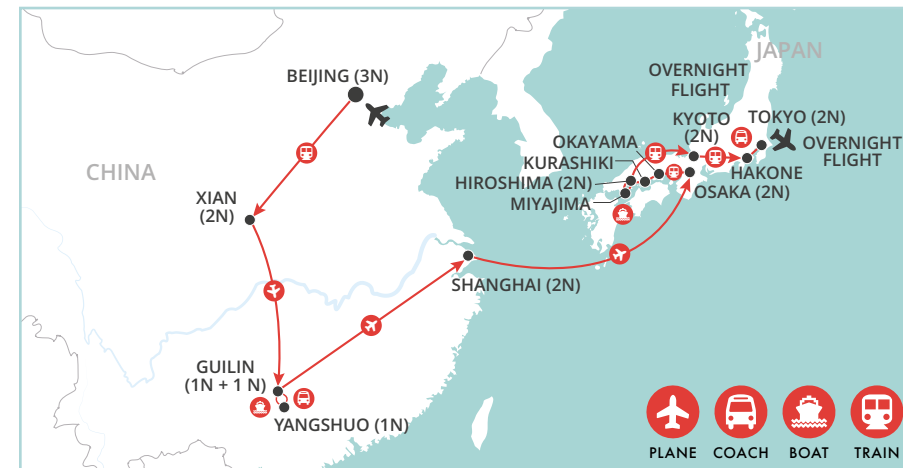 BEIJING (3N)
CHINA
XIAN
(2N)
GUILIN
(1N + 1 N)
YANGSHUO (1N)
SHANGHAI (2N)
JAPAN
OVERNIGHT
FLIGHT
KYOTO
(2N)
TOKYO (2N)
OVERNIGHT
FLIGHT
OKAYAMA
KURASHIKI
HIROSHIMA (2N)
MIYAJIMA
HAKONE
OSAKA (2N)
PLANE
COACH
BOAT
TRAIN